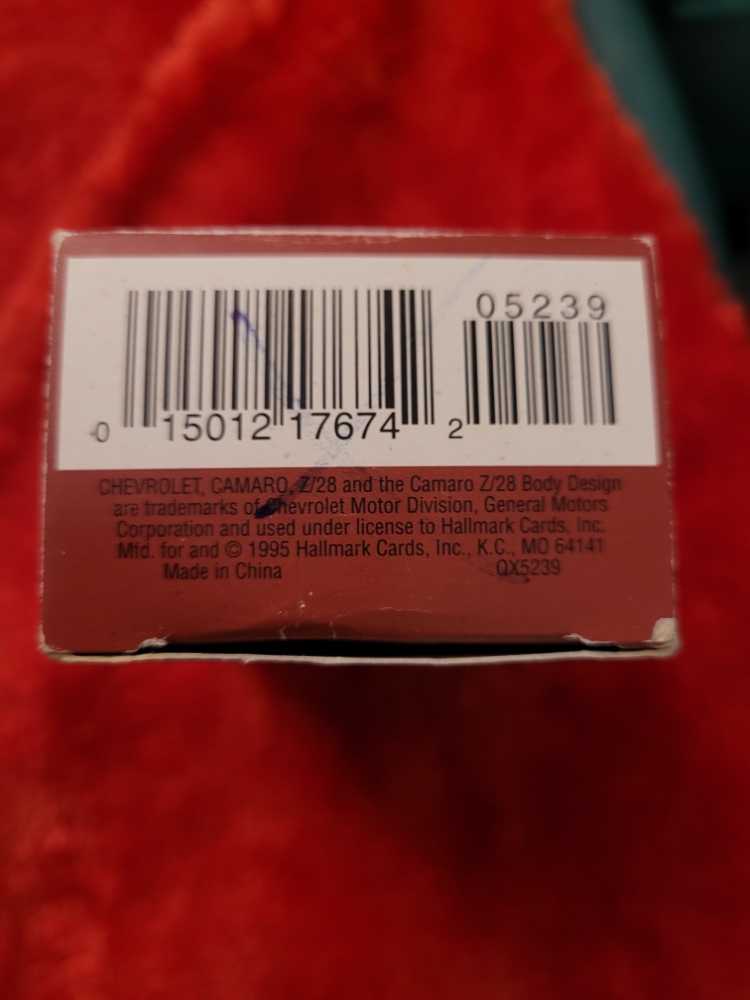 05239
0 15012 17674 2
CHEVROLET, CAMARO, Z/28 and the Camaro Z/28 Body Design
are trademarks of Chevrolet Motor Division, General Motors
Corporation and used under license to Hallmark Cards, Inc.
Mfd. for and © 1995 Hallmark Cards, Inc., K.C., MO 64141
Made in China QX5239